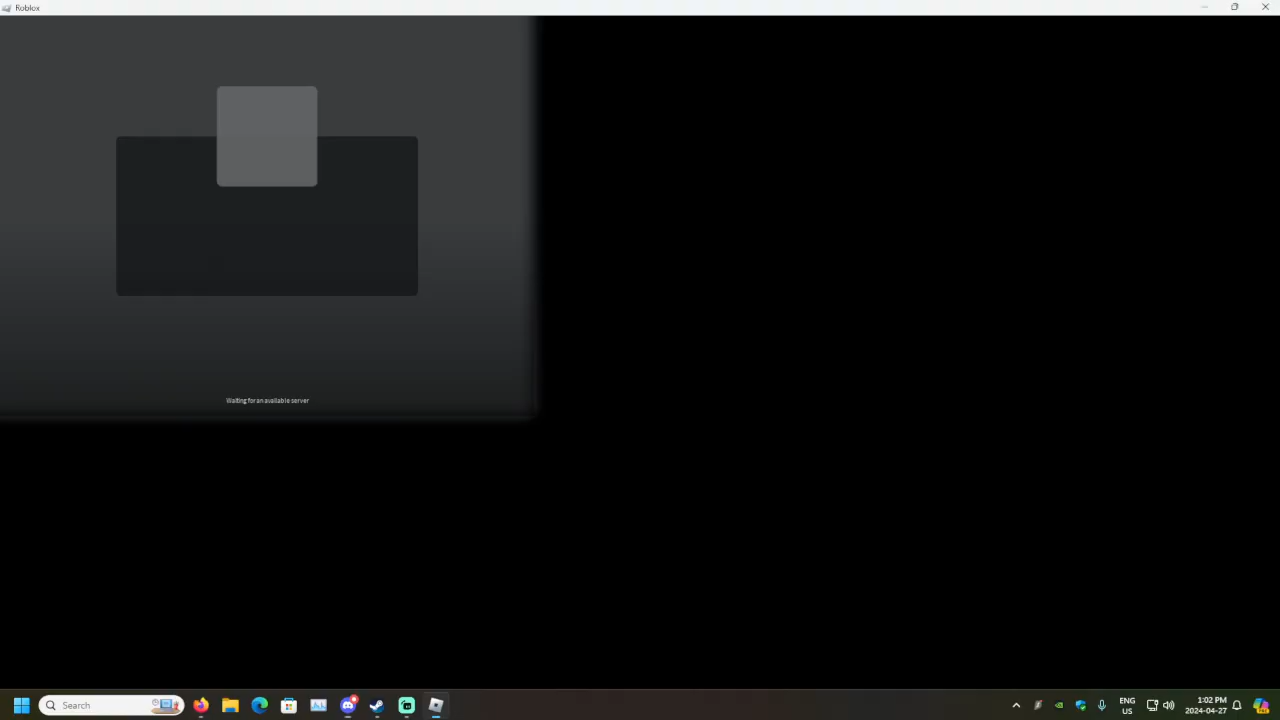 Roblox
Waiting for an available server
Search
ENG
US
1:02 PM
2024-04-27